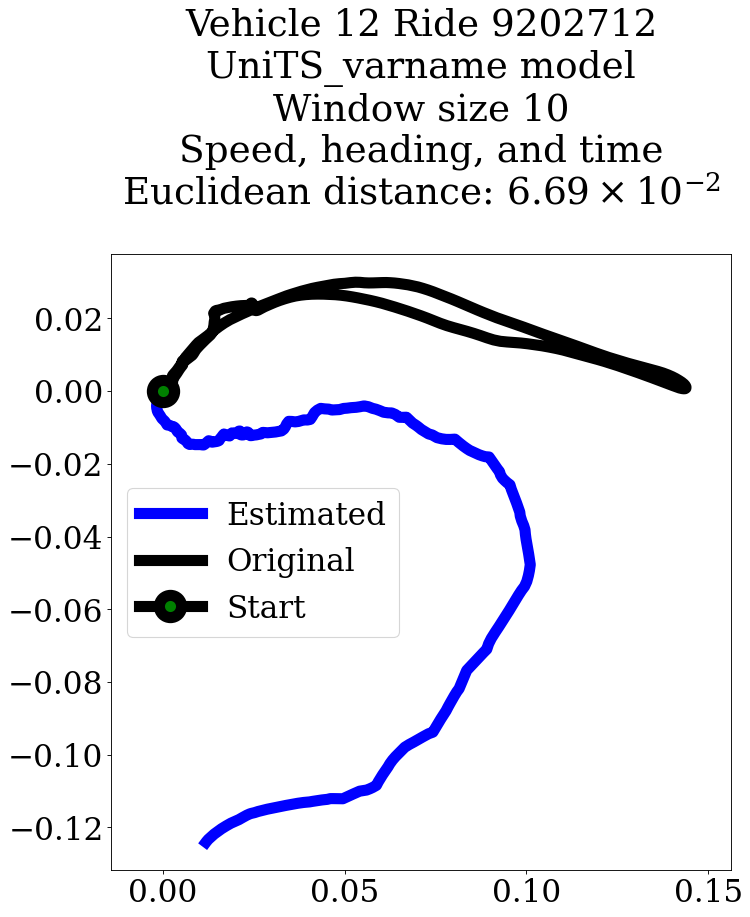 Vehicle 12 Ride 9202712
UniTS_varname model
Window size 10
Speed, heading, and time
Euclidean distance: 6.69 × 10⁻²
0.02
0.00
−0.02
−0.04
−0.06
−0.08
−0.10
−0.12
Estimated
Original
Start
0.00 0.05 0.10 0.15